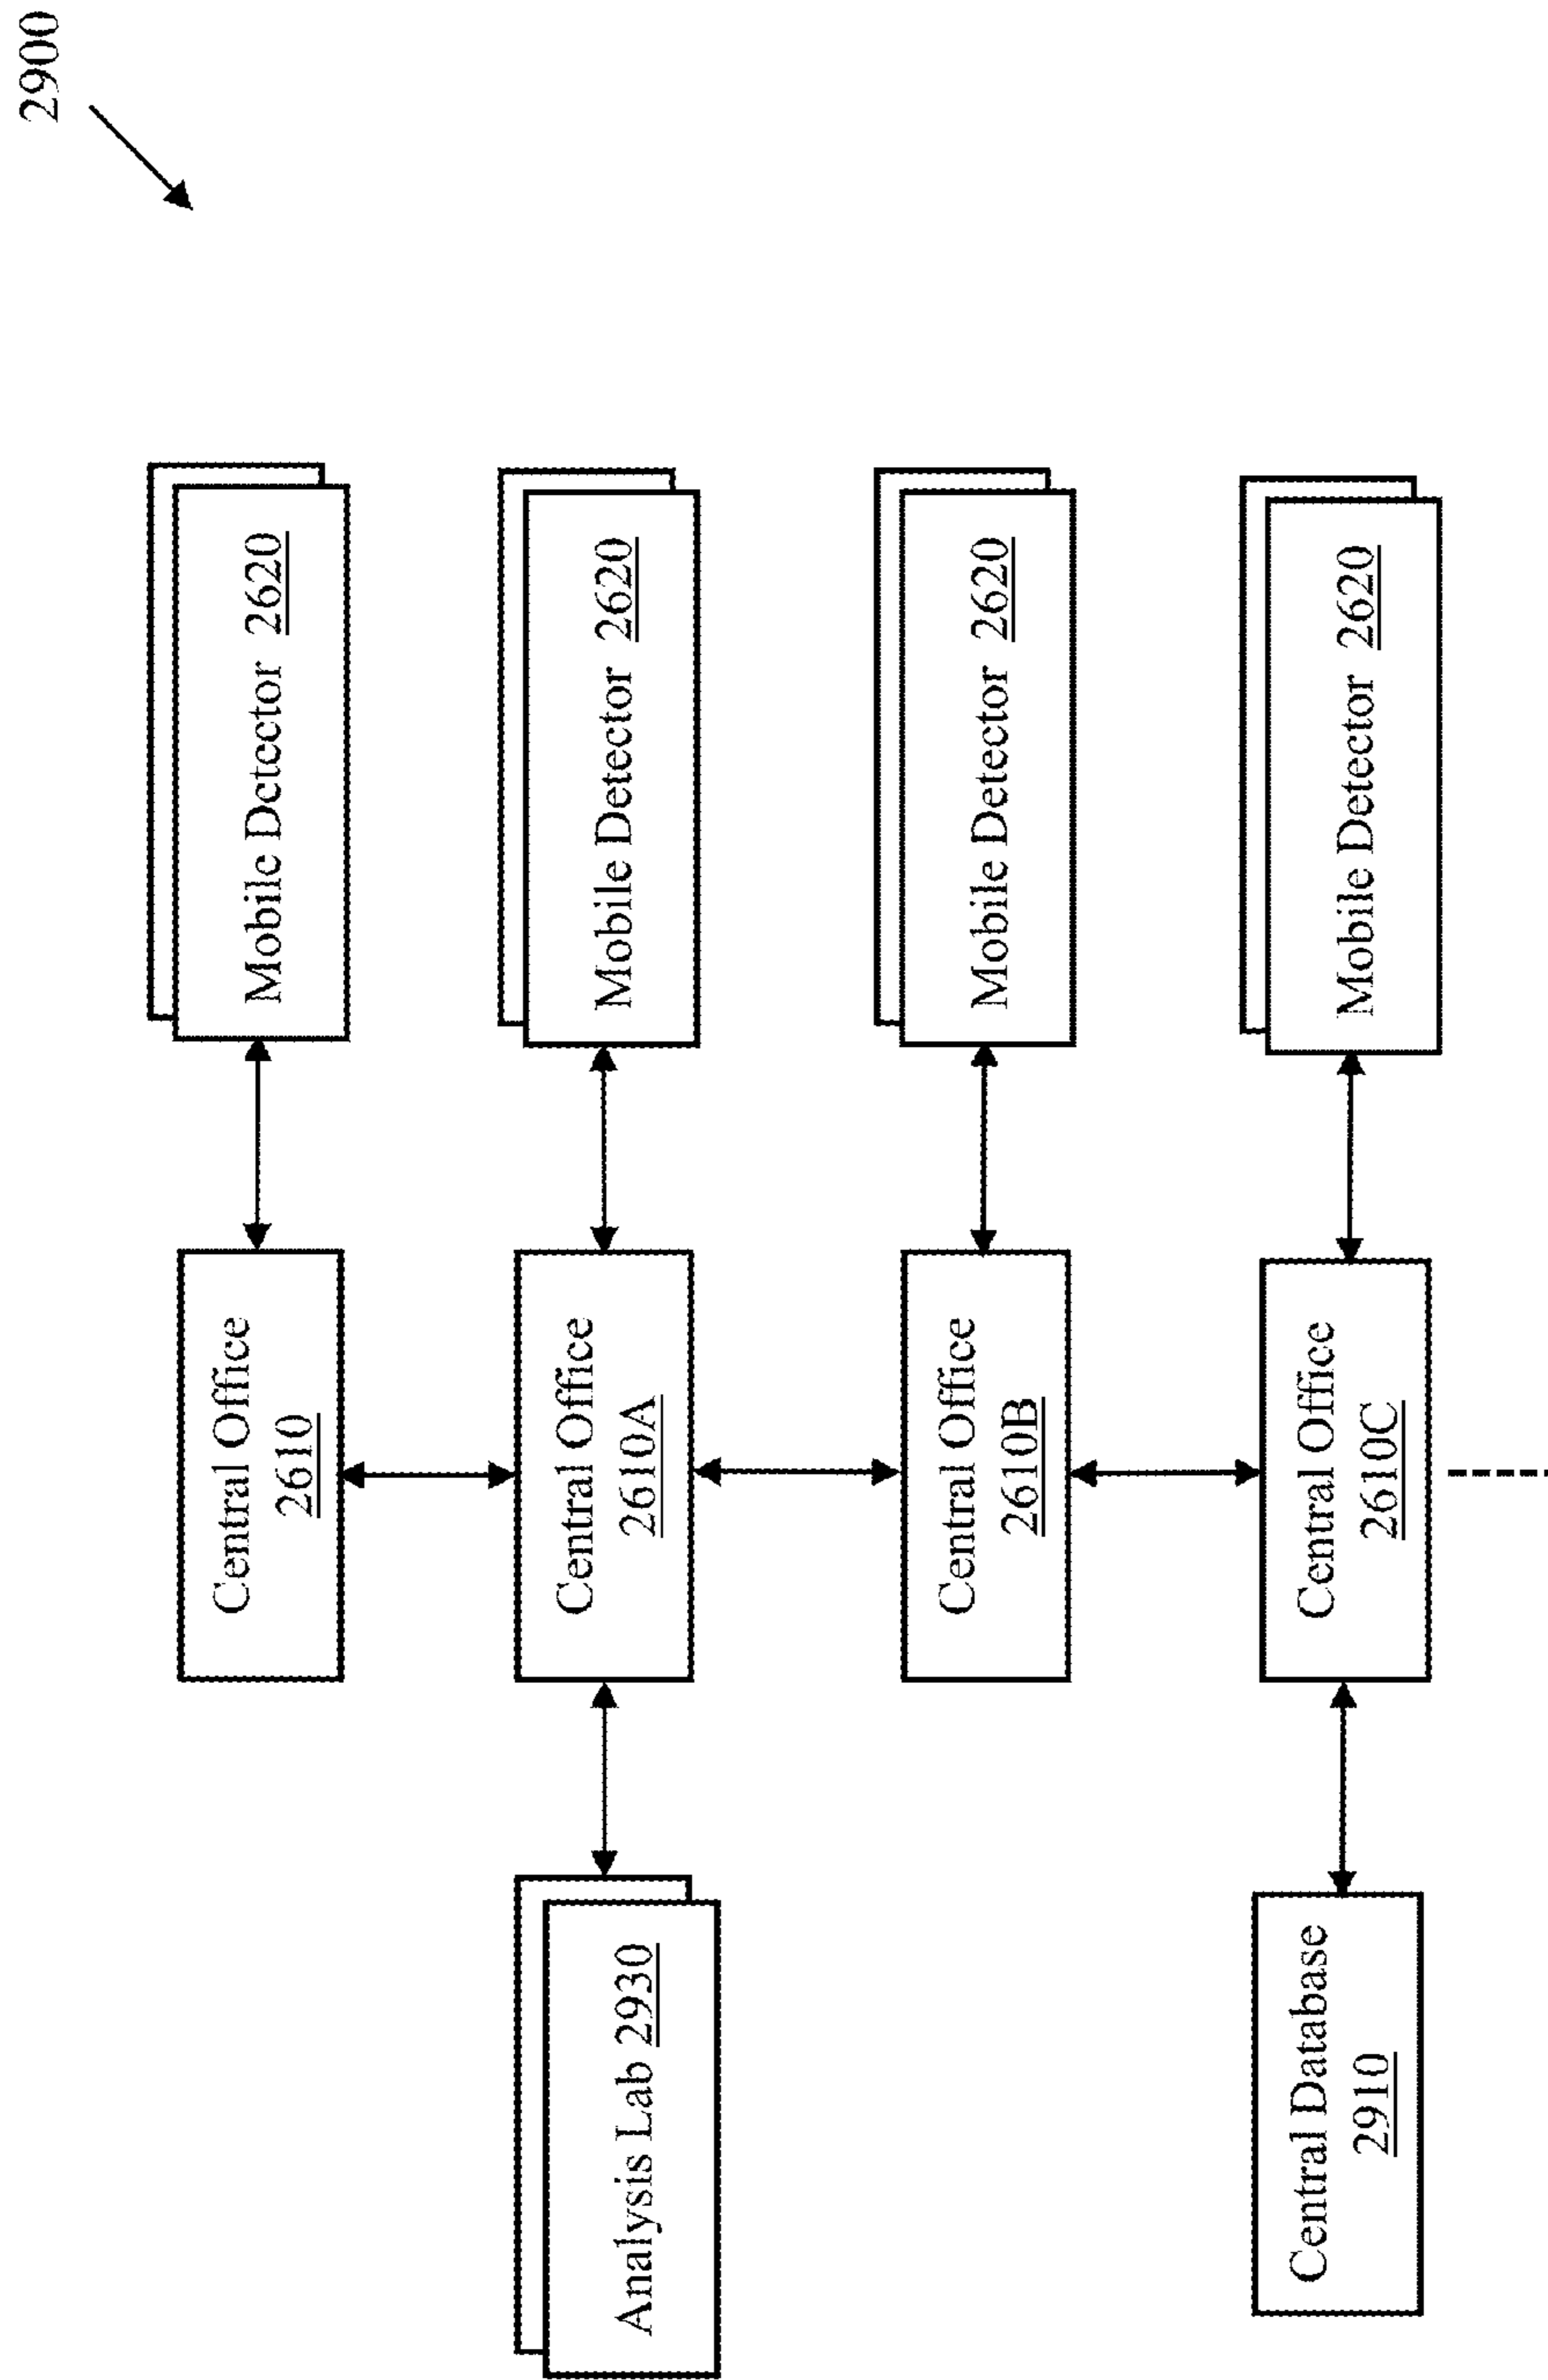 2900
Central Office
2610
Mobile Detector 2620
Analysis Lab 2930
Central Office
2610A
Mobile Detector 2620
Central Office
2610B
Mobile Detector 2620
Central Database
2910
Central Office
2610C
Mobile Detector 2620